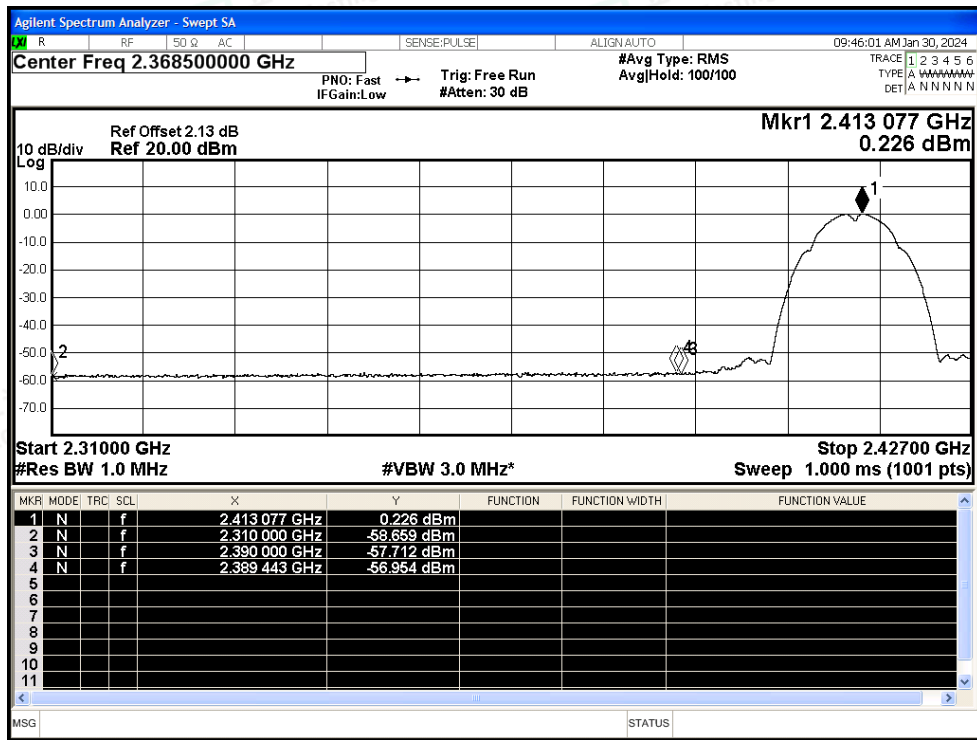 Agilent Spectrum Analyzer - Swept SA
LXI R RF 50 Ω AC SENSE:PULSE ALIGN AUTO 09:46:01 AM Jan 30, 2024
Center Freq 2.368500000 GHz
PNO: Fast
IFGain:Low
Trig: Free Run
#Atten: 30 dB
#Avg Type: RMS
Avg|Hold: 100/100
TRACE 1 2 3 4 5 6
TYPE A WWWWW
DET A N N N N N
Mkr1 2.413 077 GHz
0.226 dBm
Ref Offset 2.13 dB
10 dB/div Ref 20.00 dBm
Log
10.0
0.00
-10.0
-20.0
-30.0
-40.0
-50.0
-60.0
-70.0
1
2
4 3
Start 2.31000 GHz Stop 2.42700 GHz
#Res BW 1.0 MHz #VBW 3.0 MHz* Sweep 1.000 ms (1001 pts)
MKR MODE TRC SCL X Y FUNCTION FUNCTION WIDTH FUNCTION VALUE
1 N f 2.413 077 GHz 0.226 dBm
2 N f 2.310 000 GHz -58.659 dBm
3 N f 2.390 000 GHz -57.712 dBm
4 N f 2.389 443 GHz -56.954 dBm
5
6
7
8
9
10
11
MSG STATUS